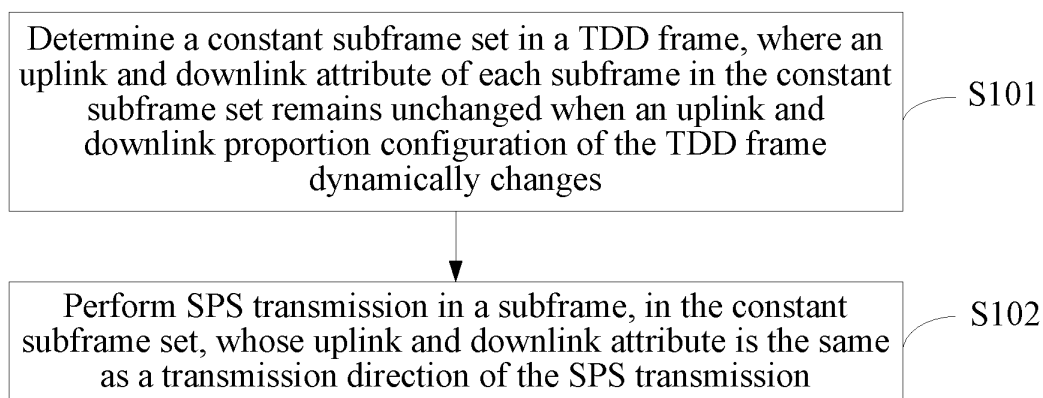 Determine a constant subframe set in a TDD frame, where an
uplink and downlink attribute of each subframe in the constant
subframe set remains unchanged when an uplink and
downlink proportion configuration of the TDD frame
dynamically changes
S101
Perform SPS transmission in a subframe, in the constant
subframe set, whose uplink and downlink attribute is the same
as a transmission direction of the SPS transmission
S102